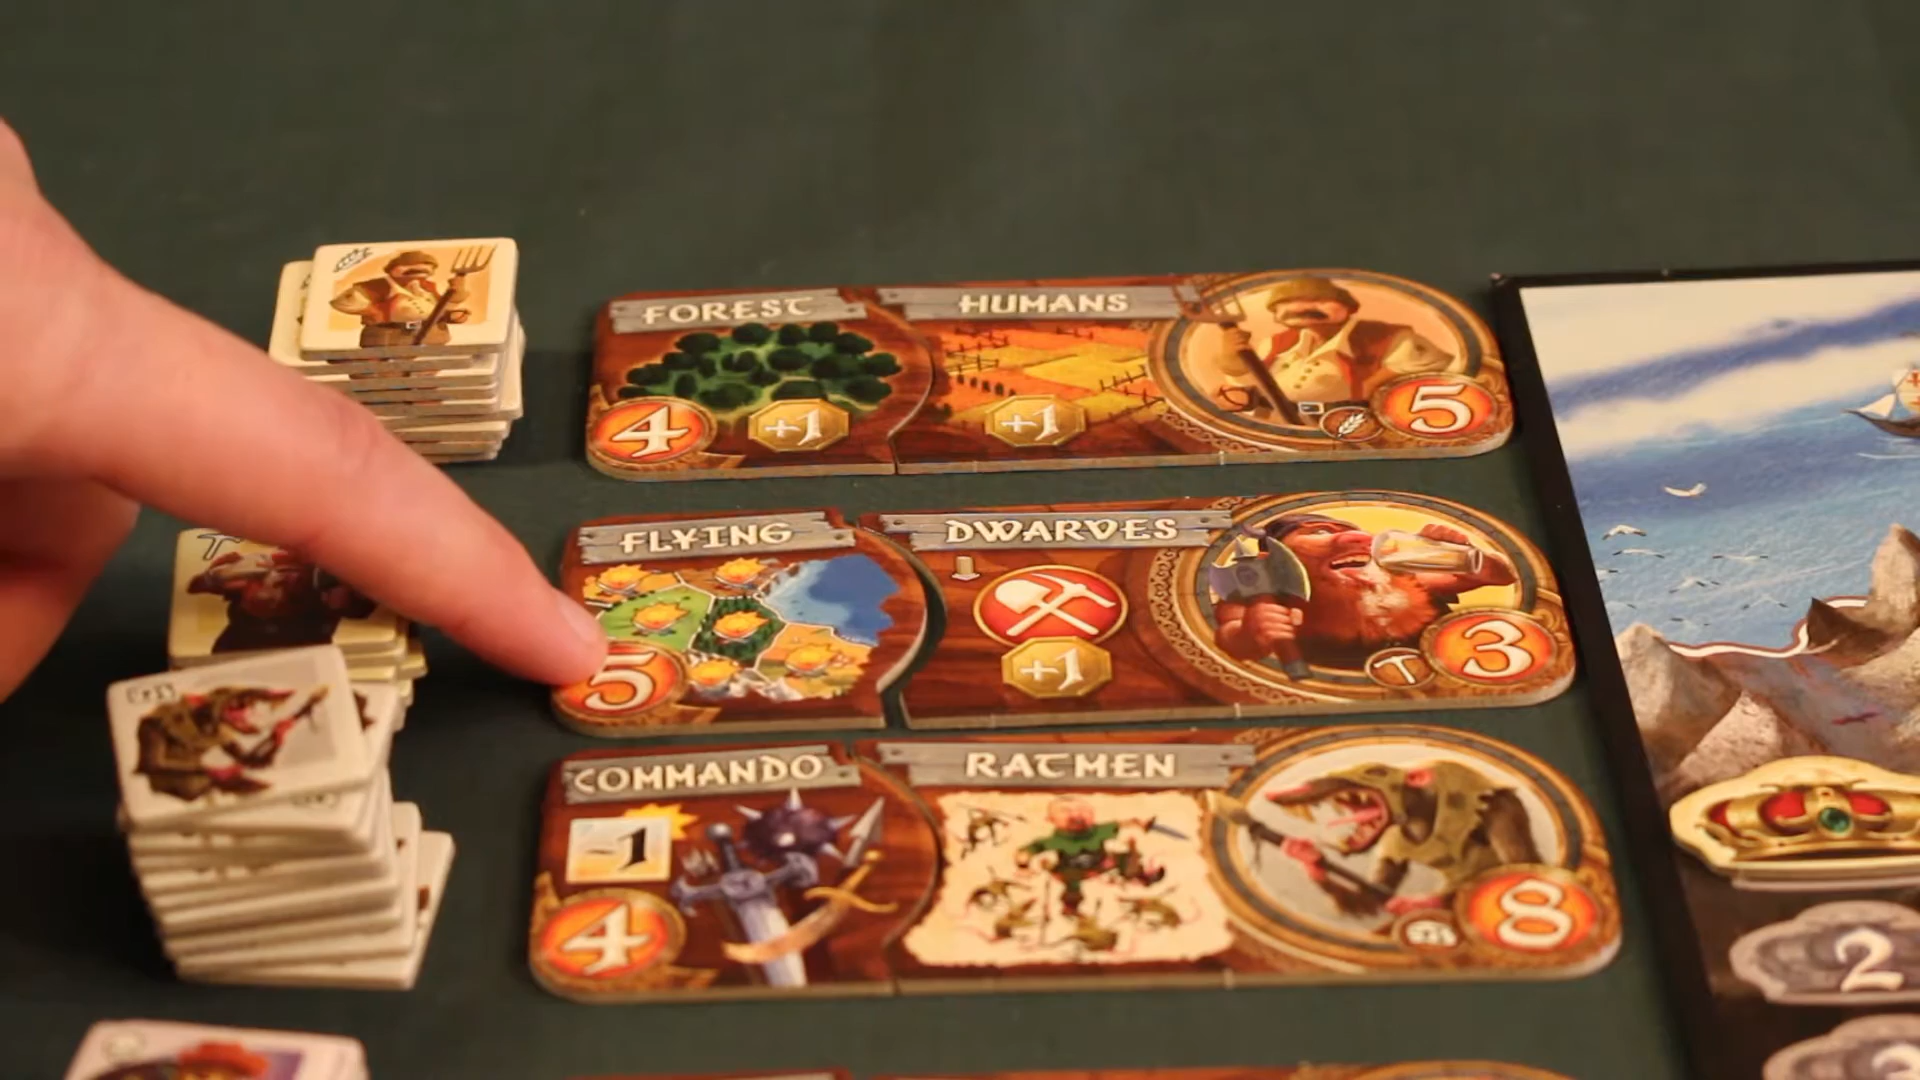 FOREST
HUMANS
4
+1
+1
5
FLYING
DWARVES
5
+1
3
COMMANDO
RATMEN
-1
4
8
2